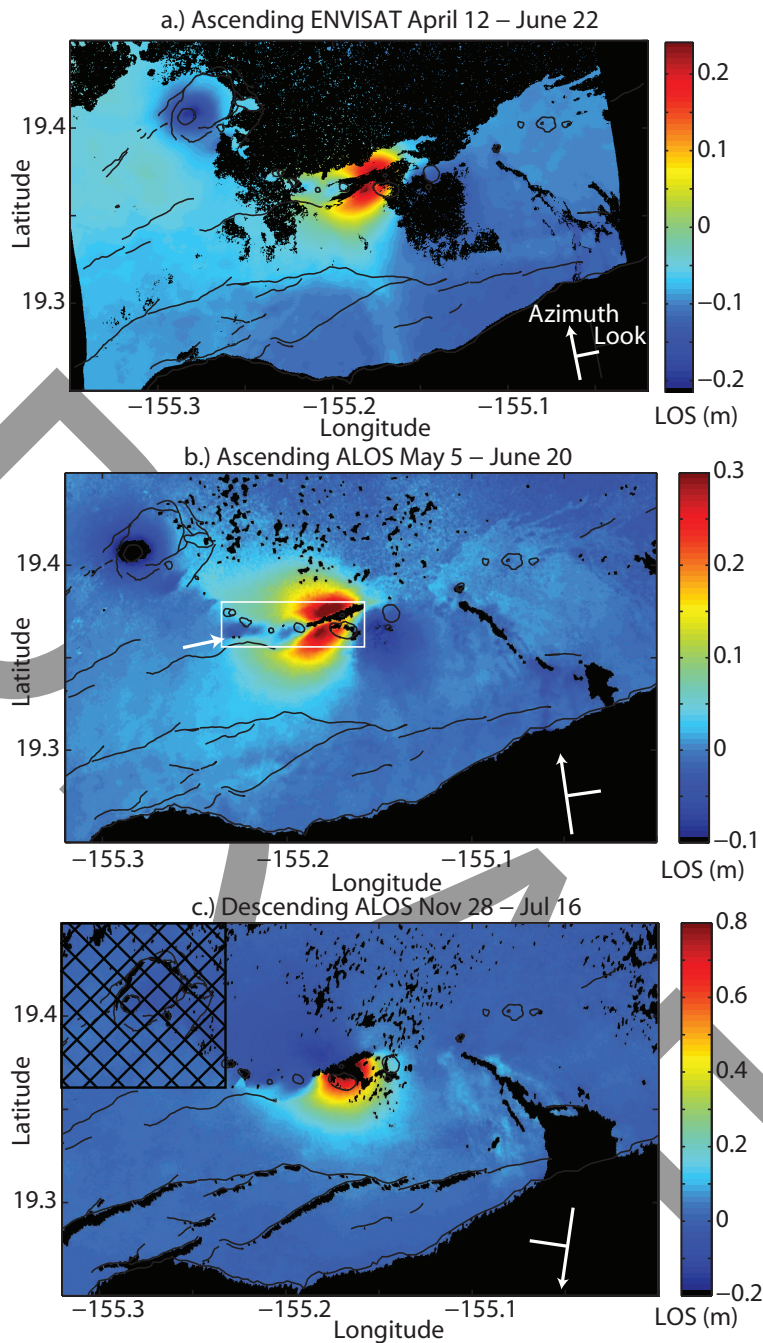 a.) Ascending ENVISAT April 12 – June 22
0.2
0.1
0
−0.1
−0.2
LOS (m)
19.4
19.3
Latitude
Azimuth
Look
−155.3
−155.2
−155.1
Longitude
b.) Ascending ALOS May 5 – June 20
0.3
0.2
0.1
0
−0.1
LOS (m)
19.4
19.3
Latitude
−155.3
−155.2
−155.1
Longitude
c.) Descending ALOS Nov 28 – Jul 16
0.8
0.6
0.4
0.2
0
−0.2
LOS (m)
19.4
19.3
Latitude
−155.3
−155.2
−155.1
Longitude